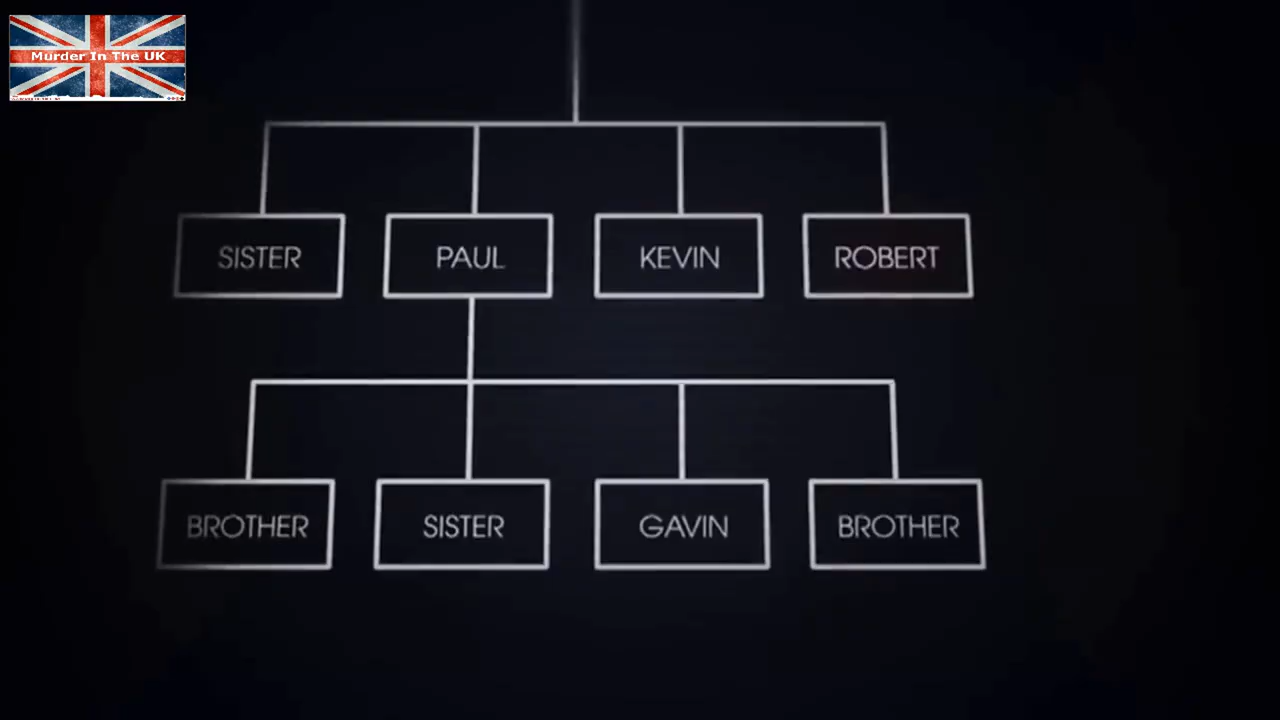 Murder In The UK
SISTER PAUL KEVIN ROBERT
BROTHER SISTER GAVIN BROTHER